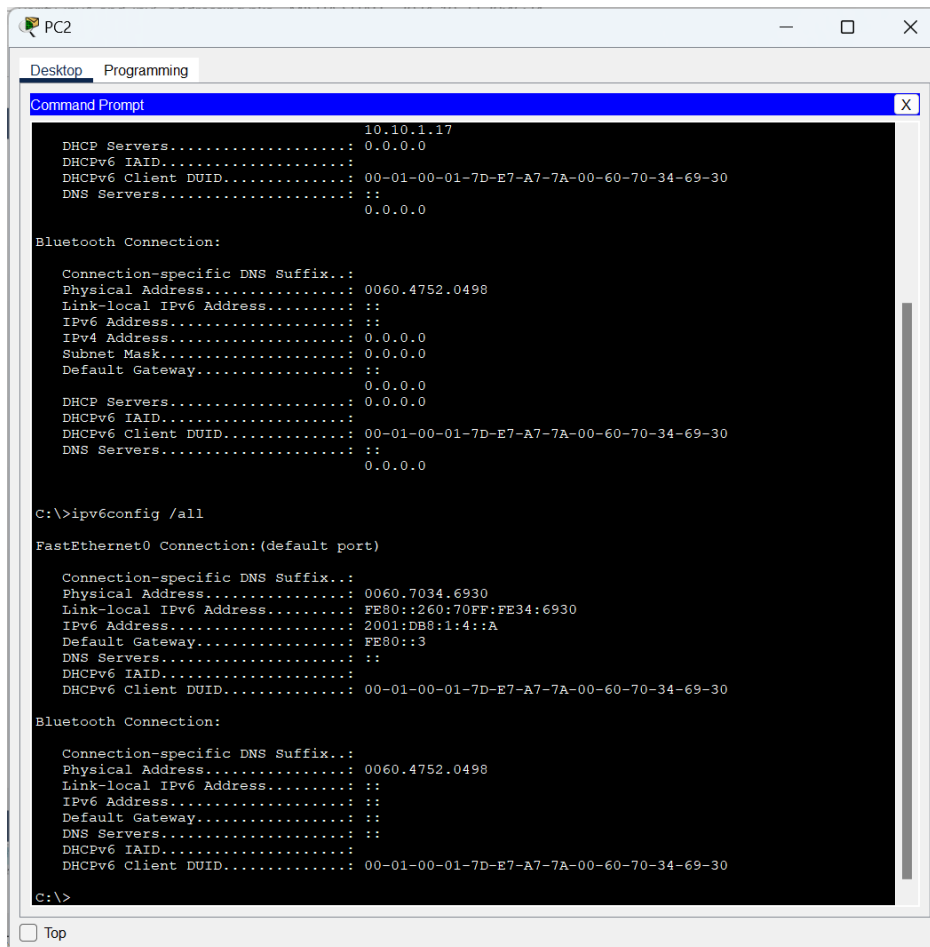 PC2
Desktop Programming
Command Prompt X
10.10.1.17
DHCP Servers....................: 0.0.0.0
DHCPv6 IAID.....................:
DHCPv6 Client DUID..............: 00-01-00-01-7D-E7-A7-7A-00-60-70-34-69-30
DNS Servers.....................: ::
0.0.0.0
Bluetooth Connection:
Connection-specific DNS Suffix..:
Physical Address................: 0060.4752.0498
Link-local IPv6 Address.........: ::
IPv6 Address....................: ::
IPv4 Address....................: 0.0.0.0
Subnet Mask.....................: 0.0.0.0
Default Gateway.................: ::
0.0.0.0
DHCP Servers....................: 0.0.0.0
DHCPv6 IAID.....................:
DHCPv6 Client DUID..............: 00-01-00-01-7D-E7-A7-7A-00-60-70-34-69-30
DNS Servers.....................: ::
0.0.0.0
C:\>ipv6config /all
FastEthernet0 Connection:(default port)
Connection-specific DNS Suffix..:
Physical Address................: 0060.7034.6930
Link-local IPv6 Address.........: FE80::260:70FF:FE34:6930
IPv6 Address....................: 2001:DB8:1:4::A
Default Gateway.................: FE80::3
DNS Servers.....................: ::
DHCPv6 IAID.....................:
DHCPv6 Client DUID..............: 00-01-00-01-7D-E7-A7-7A-00-60-70-34-69-30
Bluetooth Connection:
Connection-specific DNS Suffix..:
Physical Address................: 0060.4752.0498
Link-local IPv6 Address.........: ::
IPv6 Address....................: ::
Default Gateway.................: ::
DNS Servers.....................: ::
DHCPv6 IAID.....................:
DHCPv6 Client DUID..............: 00-01-00-01-7D-E7-A7-7A-00-60-70-34-69-30
C:\>
Top